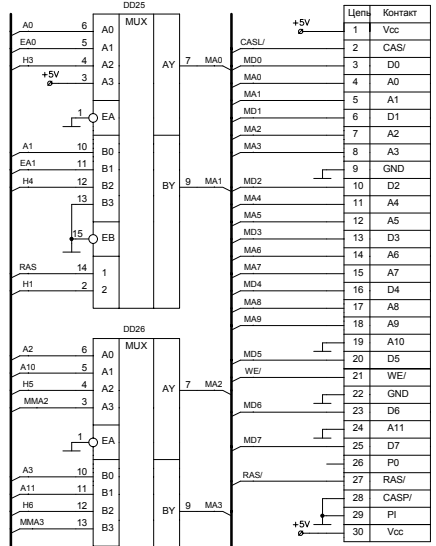 DD25
MUX
A0 6 A0
EA0 5 A1
H3 4 A2 AY 7 MA0
+5V 3 A3
1 EA
A1 10 B0
EA1 11 B1
H4 12 B2 BY 9 MA1
13 B3
15 EB
RAS 14 1
H1 2 2
DD26
MUX
A2 6 A0
A10 5 A1
H5 4 A2 AY 7 MA2
MMA2 3 A3
1 EA
A3 10 B0
A11 11 B1
H6 12 B2 BY 9 MA3
MMA3 13 B3
Цепь Контакт
+5V 1 Vcc
CASL/ 2 CAS/
MD0 3 D0
MA0 4 A0
MA1 5 A1
MD1 6 D1
MA2 7 A2
MA3 8 A3
9 GND
MD2 10 D2
MA4 11 A4
MA5 12 A5
MD3 13 D3
MA6 14 A6
MA7 15 A7
MD4 16 D4
MA8 17 A8
MA9 18 A9
19 A10
MD5 20 D5
WE/ 21 WE/
22 GND
MD6 23 D6
24 A11
MD7 25 D7
26 P0
RAS/ 27 RAS/
28 CASP/
29 PI
+5V 30 Vcc